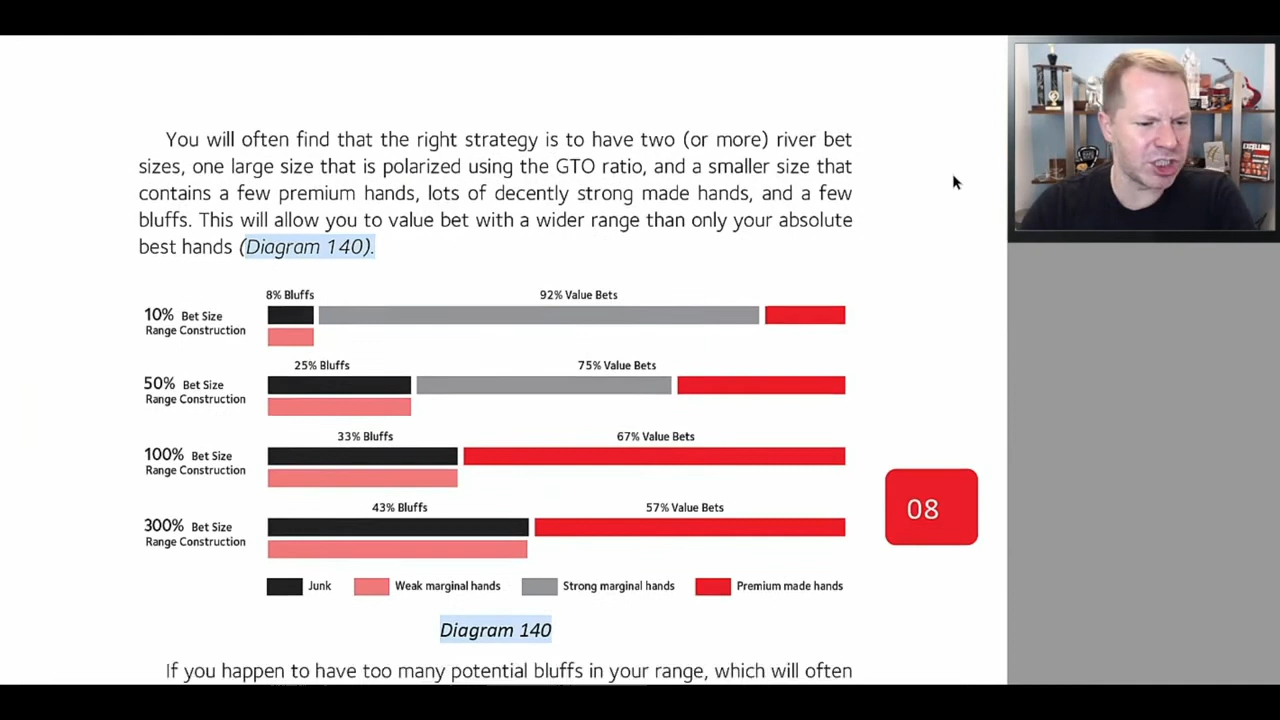 You will often find that the right strategy is to have two (or more) river bet
sizes, one large size that is polarized using the GTO ratio, and a smaller size that
contains a few premium hands, lots of decently strong made hands, and a few
bluffs. This will allow you to value bet with a wider range than only your absolute
best hands (Diagram 140).
8% Bluffs 92% Value Bets
10% Bet Size
Range Construction
25% Bluffs 75% Value Bets
50% Bet Size
Range Construction
33% Bluffs 67% Value Bets
100% Bet Size
Range Construction
43% Bluffs 57% Value Bets
300% Bet Size
Range Construction
08
Junk Weak marginal hands Strong marginal hands Premium made hands
Diagram 140
If you happen to have too many potential bluffs in your range, which will often
EXCELLING